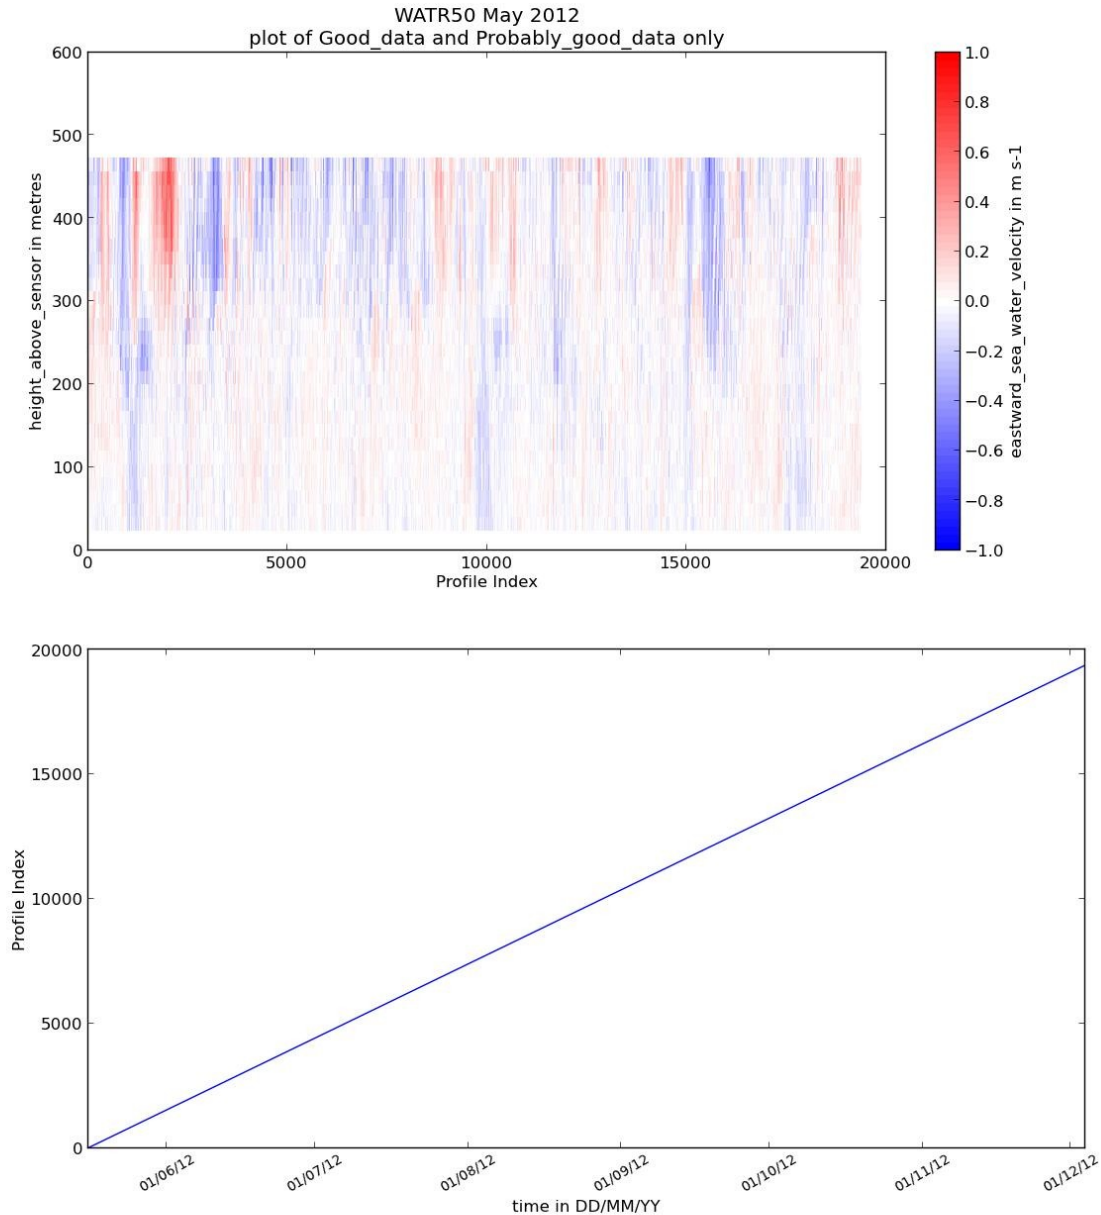 WATR50 May 2012
plot of Good_data and Probably_good_data only
600
500
400
300
200
100
0
height_above_sensor in metres
0 5000 10000 15000 20000
Profile Index
1.0
0.8
0.6
0.4
0.2
0.0
−0.2
−0.4
−0.6
−0.8
−1.0
eastward_sea_water_velocity in m s-1
20000
15000
10000
5000
0
Profile Index
01/06/12 01/07/12 01/08/12 01/09/12 01/10/12 01/11/12 01/12/12
time in DD/MM/YY